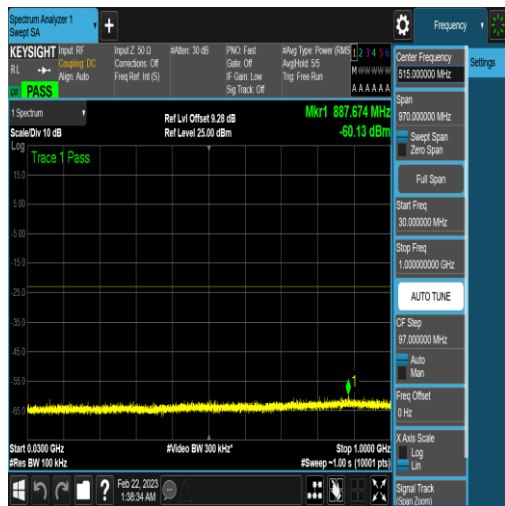 Spectrum Analyzer 1
Swept SA
Frequency
KEYSIGHT
RL
Input: RF
Coupling: DC
Align: Auto
Input Z: 50 Ω
Corrections: Off
Freq Ref: Int (S)
#Atten: 30 dB
PNO: Fast
Gate: Off
IF Gain: Low
Sig Track: Off
#Avg Type: Power (RMS
Avg|Hold: 5/5
Trig: Free Run
1 2 3 4 5 6
M W W W W W
A A A A A A
PASS
1 Spectrum
Scale/Div 10 dB
Ref Lvl Offset 9.28 dB
Ref Level 25.00 dBm
Mkr1 887.674 MHz
-60.13 dBm
Log
Trace 1 Pass
15.0
5.00
-5.00
-15.0
-25.0
-35.0
-45.0
-55.0
-65.0
1
Start 0.0300 GHz
#Res BW 100 kHz
#Video BW 300 kHz*
Stop 1.0000 GHz
#Sweep ~1.00 s (10001 pts)
Feb 22, 2023
1:38:34 AM
Center Frequency
515.000000 MHz
Settings
Span
970.000000 MHz
Swept Span
Zero Span
Full Span
Start Freq
30.000000 MHz
Stop Freq
1.000000000 GHz
AUTO TUNE
CF Step
97.000000 MHz
Auto
Man
Freq Offset
0 Hz
X Axis Scale
Log
Lin
Signal Track
(Span Zoom)